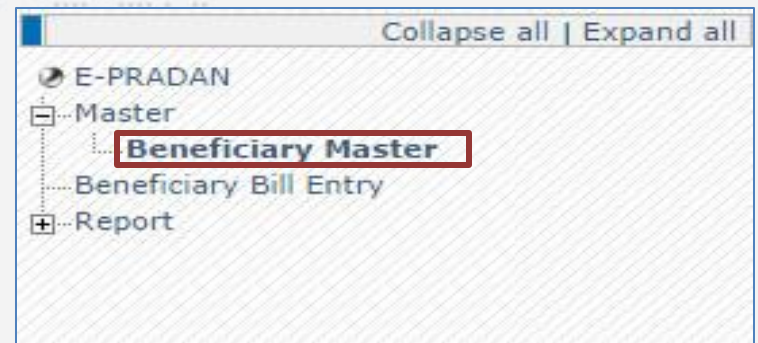 Collapse all | Expand all
E-PRADAN
Master
Beneficiary Master
Beneficiary Bill Entry
Report